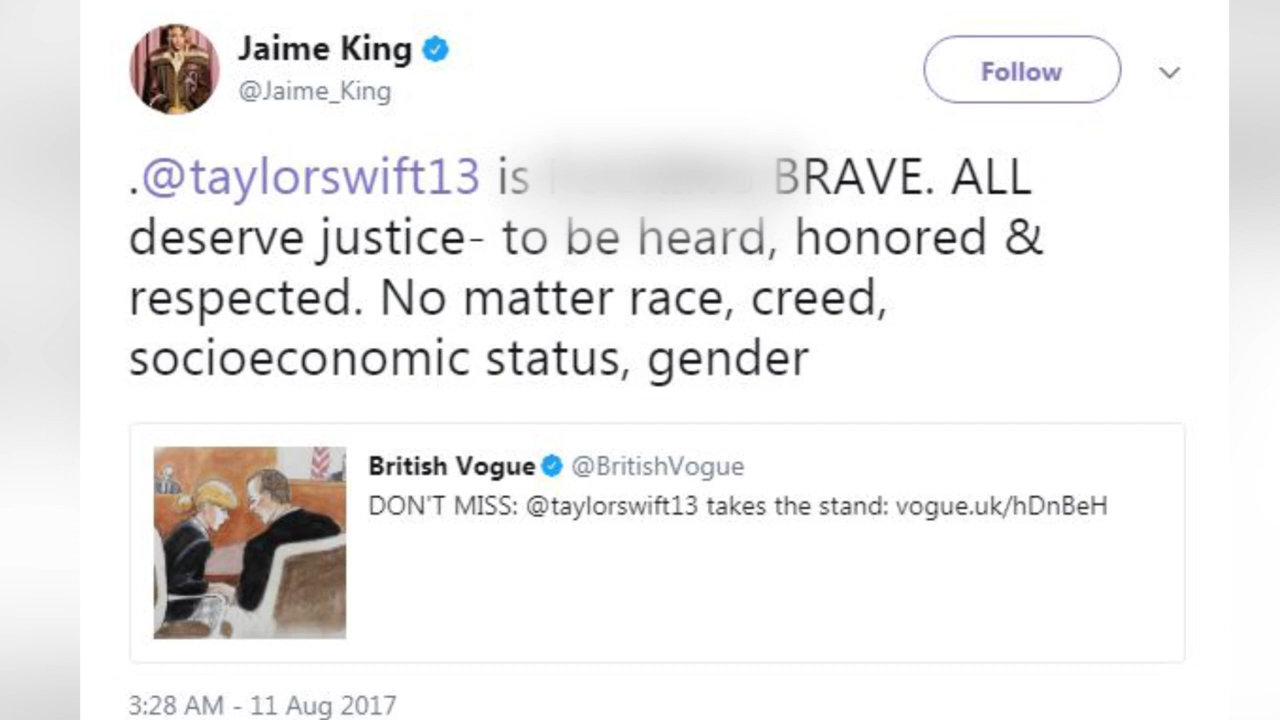 Jaime King
@Jaime_King
Follow
.@taylorswift13 is BRAVE. ALL
deserve justice- to be heard, honored &
respected. No matter race, creed,
socioeconomic status, gender
British Vogue @BritishVogue
DON'T MISS: @taylorswift13 takes the stand: vogue.uk/hDnBeH
3:28 AM - 11 Aug 2017